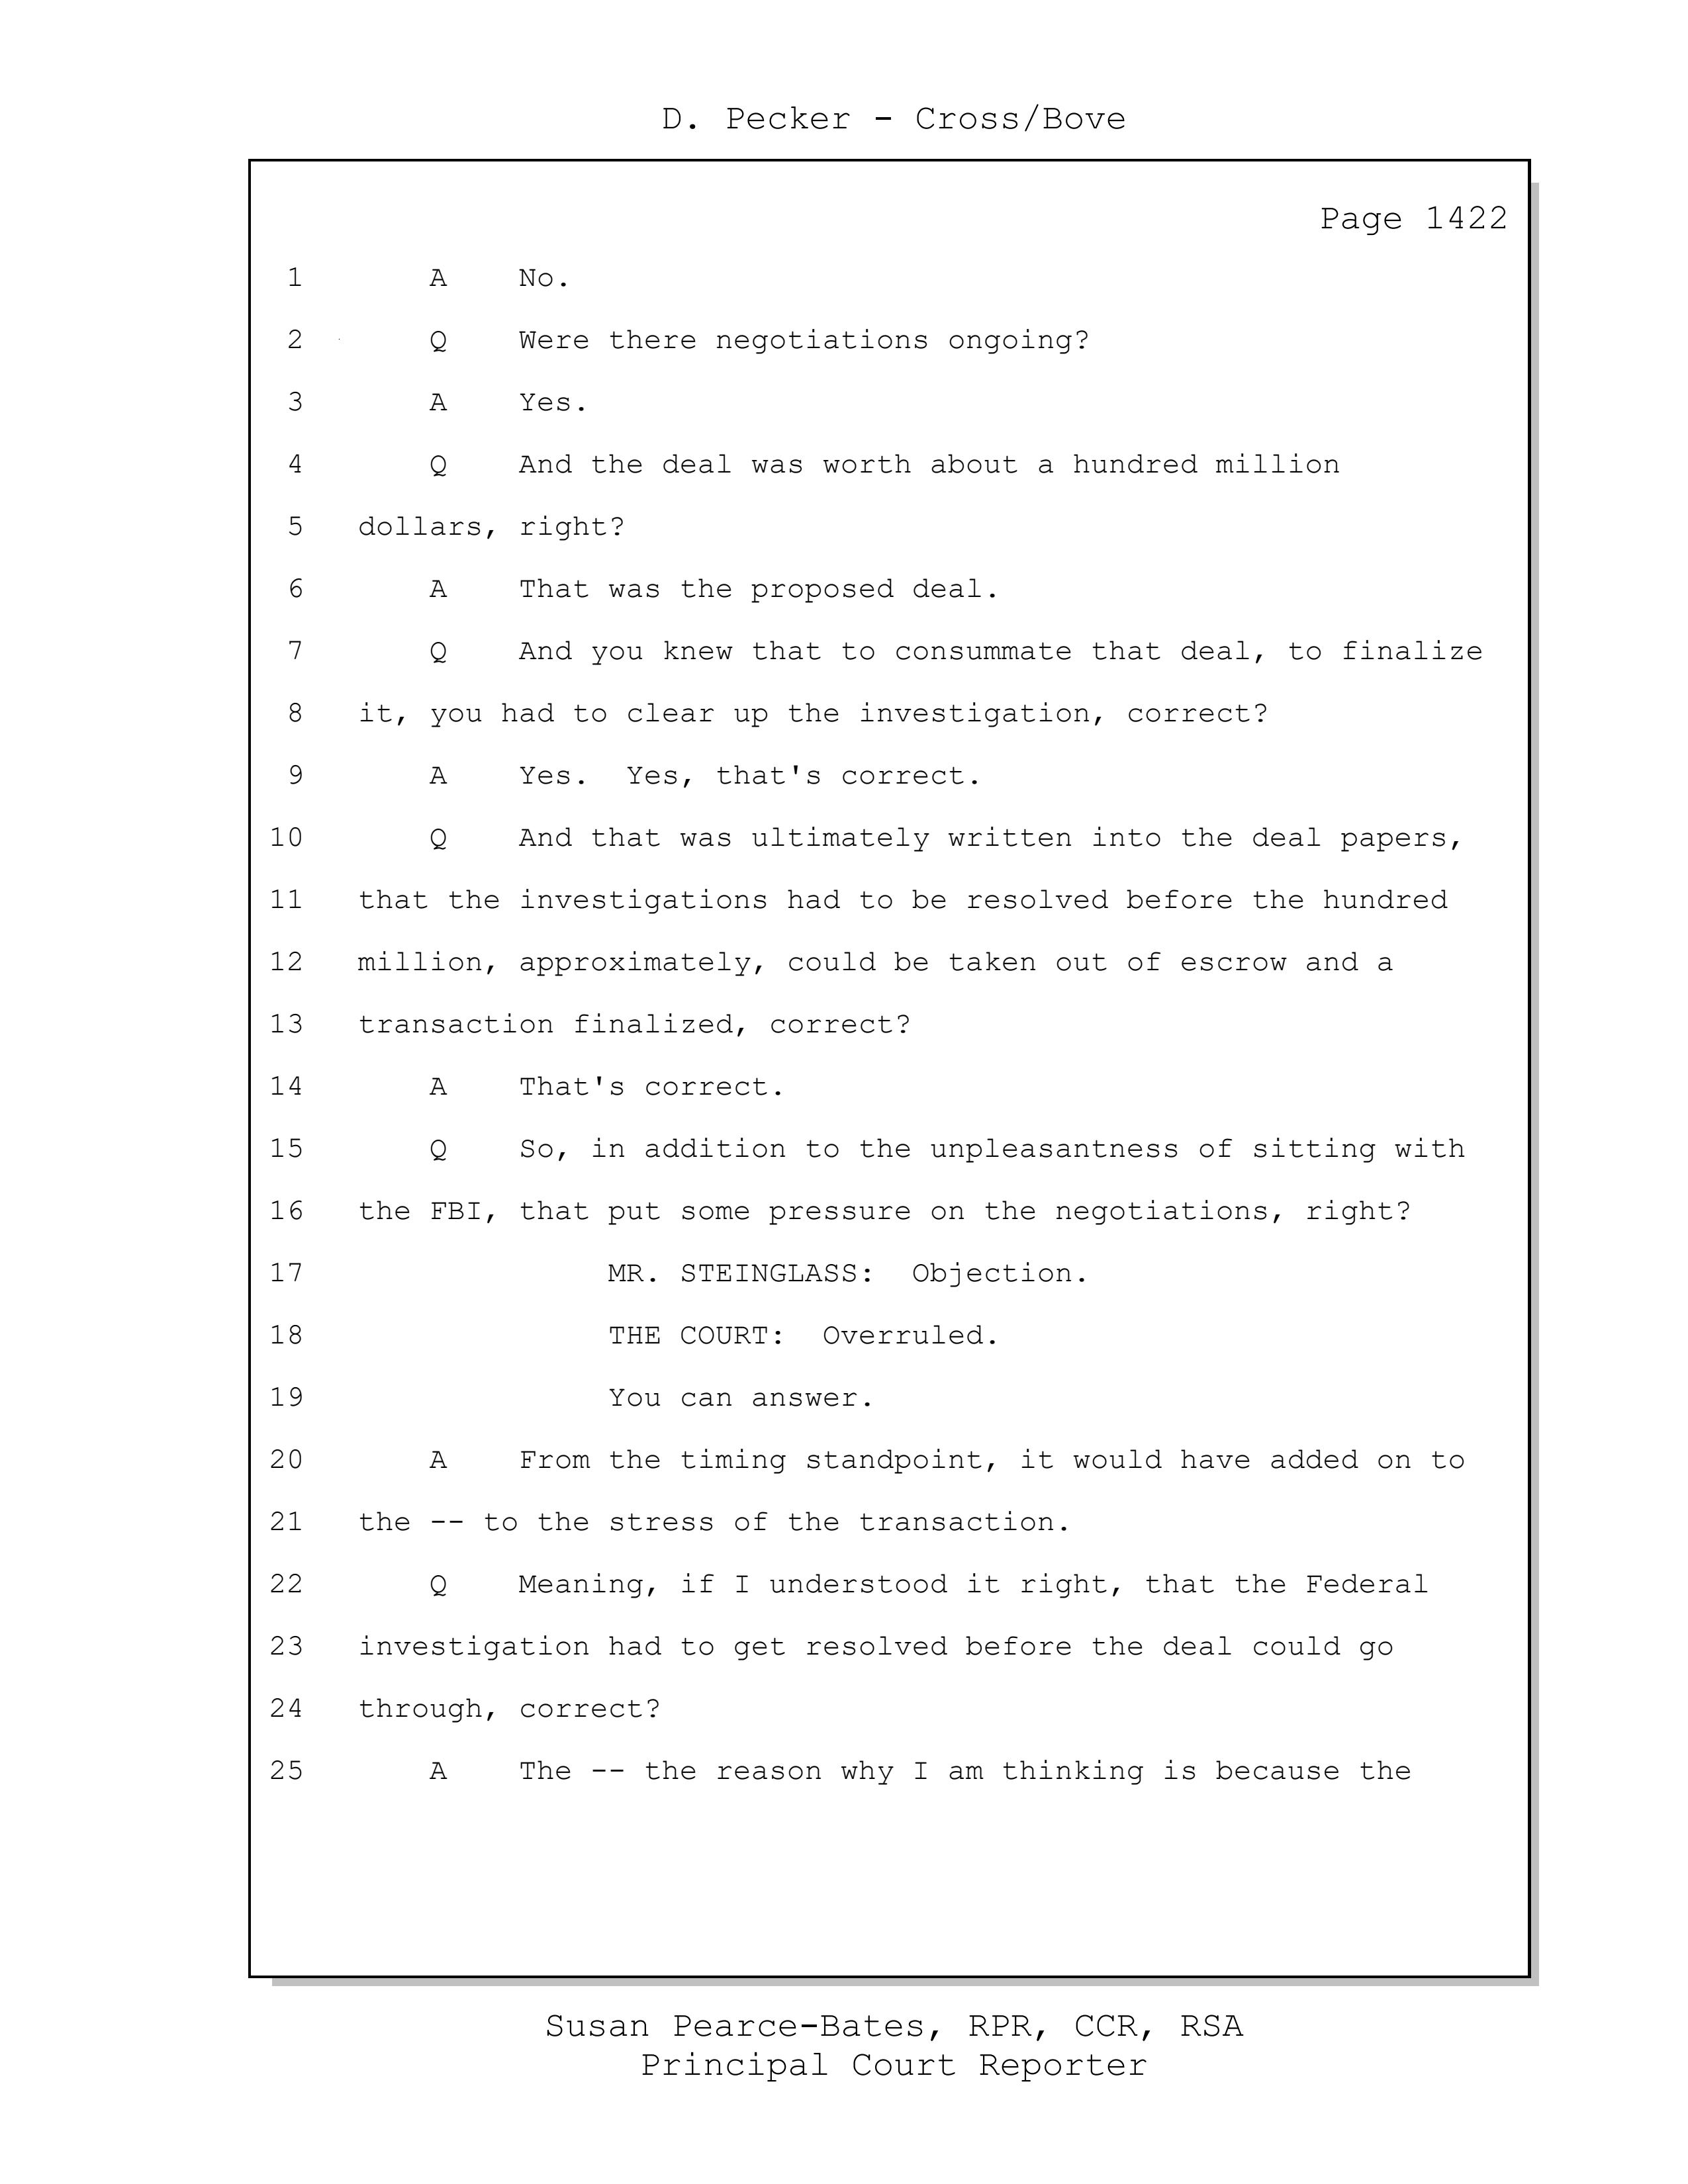 D. Pecker - Cross/Bove
Page 1422
1 A No.
2 Q Were there negotiations ongoing?
3 A Yes.
4 Q And the deal was worth about a hundred million
5 dollars, right?
6 A That was the proposed deal.
7 Q And you knew that to consummate that deal, to finalize
8 it, you had to clear up the investigation, correct?
9 A Yes. Yes, that's correct.
10 Q And that was ultimately written into the deal papers,
11 that the investigations had to be resolved before the hundred
12 million, approximately, could be taken out of escrow and a
13 transaction finalized, correct?
14 A That's correct.
15 Q So, in addition to the unpleasantness of sitting with
16 the FBI, that put some pressure on the negotiations, right?
17 MR. STEINGLASS: Objection.
18 THE COURT: Overruled.
19 You can answer.
20 A From the timing standpoint, it would have added on to
21 the -- to the stress of the transaction.
22 Q Meaning, if I understood it right, that the Federal
23 investigation had to get resolved before the deal could go
24 through, correct?
25 A The -- the reason why I am thinking is because the
Susan Pearce-Bates, RPR, CCR, RSA
Principal Court Reporter